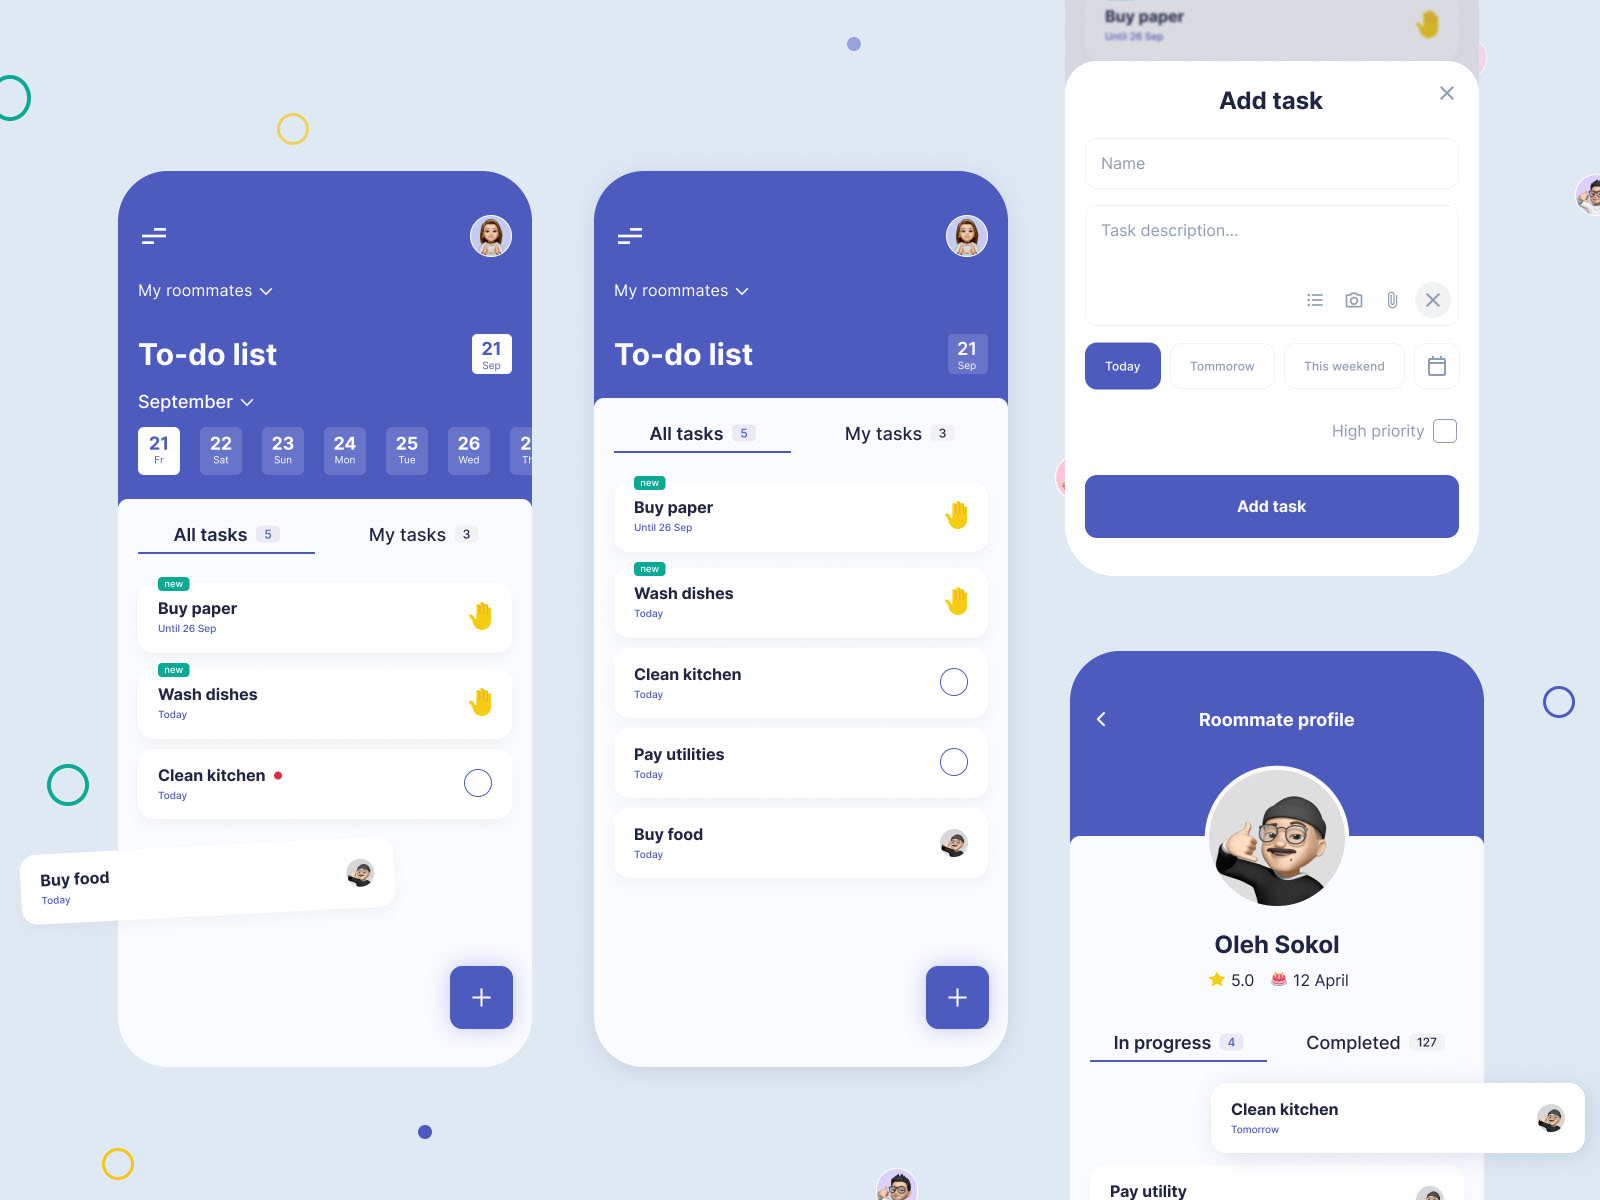 My roommates
To-do list
21
Sep
September
21
Fr
22
Sat
23
Sun
24
Mon
25
Tue
26
Wed
2
Th
All tasks 5
My tasks 3
new
Buy paper
Until 26 Sep
new
Wash dishes
Today
Clean kitchen
Today
Buy food
Today
My roommates
To-do list
21
Sep
All tasks 5
My tasks 3
new
Buy paper
Until 26 Sep
new
Wash dishes
Today
Clean kitchen
Today
Pay utilities
Today
Buy food
Today
Buy paper
Until 26 Sep
Add task
Name
Task description...
Today
Tommorow
This weekend
High priority
Add task
Roommate profile
Oleh Sokol
5.0 12 April
In progress 4
Completed 127
Clean kitchen
Tomorrow
Pay utility